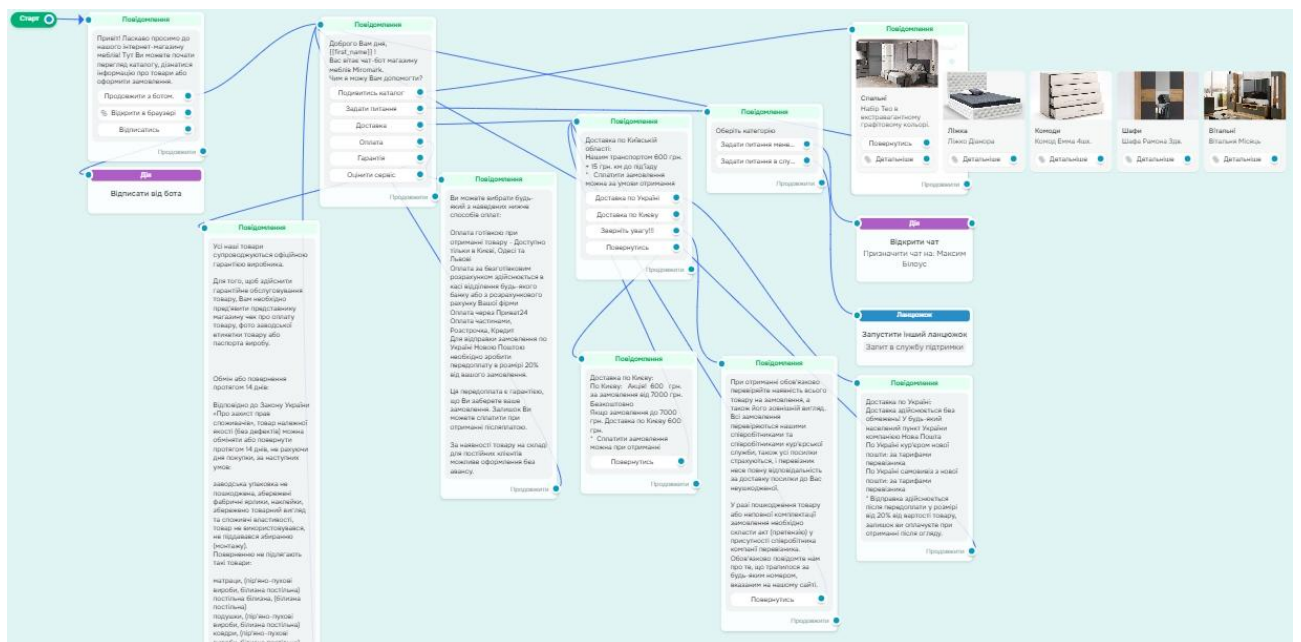 Старт
Повідомлення
Привіт! Ласкаво просимо до
нашого інтернет-магазину
меблів! Тут Ви можете почати
перегляд каталогу, дізнатися
інформацію про товари або
оформити замовлення.
Продовжити з ботом.
Відкрити в браузері
Відписатись
Продовжити
Дія
Відписати від бота
Повідомлення
Усі наші товари
супроводжуються офіційною
гарантією виробника.
Для того, щоб здійснити
гарантійне обслуговування
товару, Вам необхідно
пред'явити представнику
магазину чек про оплату
товару, фото заводської
етикетки товару або
паспорта виробу.
Обмін або повернення
протягом 14 днів:
Відповідно до Закону України
«Про захист прав
споживачів», товар належної
якості (без дефектів) можна
обміняти або повернути
протягом 14 днів, не рахуючи
дня покупки, за наступних
умов:
заводська упаковка не
пошкоджена, збережені
фабричні ярлики, наклейки,
збережено товарний вигляд
та споживчі властивості,
товар не використовувався,
не піддавався збиранню
(монтажу).
Поверненню не підлягають
такі товари:
матраци, (пір'яно-пухові
вироби, білизна постільна)
постільна білизна, (білизна
постільна)
подушки, (пір'яно-пухові
вироби, білизна постільна)
ковдри, (пір'яно-пухові
Повідомлення
Доброго Вам дня,
{{first_name}} !
Вас вітає чат-бот магазину
меблів Miromark.
Чим я можу Вам допомогти?
Подивитись каталог
Задати питання
Доставка
Оплата
Гарантія
Оцінити сервіс
Продовжити
Повідомлення
Ви можете вибрати будь-
який з наведених нижче
способів оплат:
Оплата готівкою при
отриманні товару - Доступно
тільки в Києві, Одесі та
Львові
Оплата за безготівковим
розрахунком здійснюється в
касі відділення будь-якого
банку або з розрахункового
рахунку Вашої фірми
Оплата через Приват24
Оплата частинами,
Розстрочка, Кредит
Для відправки замовлення по
Україні Новою Поштою
необхідно зробити
передоплату в розмірі 20%
від вашого замовлення.
Ця передоплата є гарантією,
що Ви заберете ваше
замовлення. Залишок Ви
можете сплатити при
отриманні післяплатою.
За наявності товару на складі
для постійних клієнтів
можливе оформлення без
авансу.
Продовжити
Повідомлення
Доставка по Київській
області:
Нашим транспортом 600 грн.
+ 15 грн. км до під'їзду
* Сплатити замовлення
можна за умови отримання
Доставка по Україні
Доставка по Києву
Зверніть увагу!!!
Повернутись
Продовжити
Повідомлення
Доставка по Києву:
По Києву: Акція! 600 грн.
за замовлення від 7000 грн.
Безкоштовно
Якщо замовлення до 7000
грн. Доставка по Києву 600
грн.
* Сплатити замовлення
можна при отриманні
Повернутись
Продовжити
Повідомлення
Оберіть категорію
Задати питання мене...
Задати питання в слу...
Продовжити
Повідомлення
При отриманні обов'язково
перевіряйте наявність всього
товару на замовлення, а
також його зовнішній вигляд.
Всі замовлення
перевіряються нашими
співробітниками та
співробітниками кур'єрської
служби, також усі посилки
страхуються, і перевізник
несе повну відповідальність
за доставку посилки до Вас
неушкодженої.
У разі пошкодження товару
або неповної комплектації
замовлення необхідно
скласти акт (претензію) у
присутності співробітника
компанії перевізника.
Обов'язково повідомте нам
про те, що трапилося за
будь-яким номером,
вказаним на нашому сайті.
Повернутись
Продовжити
Повідомлення
Спальні
Набір Тео в
екстравагантному
графітовому кольорі.
Повернутись
Детальніше
Продовжити
Ліжка
Ліжко Діанора
Детальніше
Комоди
Комод Емма 4шх.
Детальніше
Шафи
Шафа Рамона 3дв.
Детальніше
Вітальні
Вітальня Місяць
Детальніше
Дія
Відкрити чат
Призначити чат на: Максим
Білоус
Ланцюжок
Запустити інший ланцюжок
Запит в службу підтримки
Повідомлення
Доставка по Україні:
Доставка здійснюється без
обмежень! У будь-який
населений пункт України
компанією Нова Пошта
По Україні кур'єром нової
пошти: за тарифами
перевізника
По Україні самовивіз з нової
пошти: за тарифами
перевізника
* Відправка здійснюється
після передоплати у розмірі
від 20% від вартості товару,
залишок ви оплачуєте при
отриманні після огляду.
Продовжити